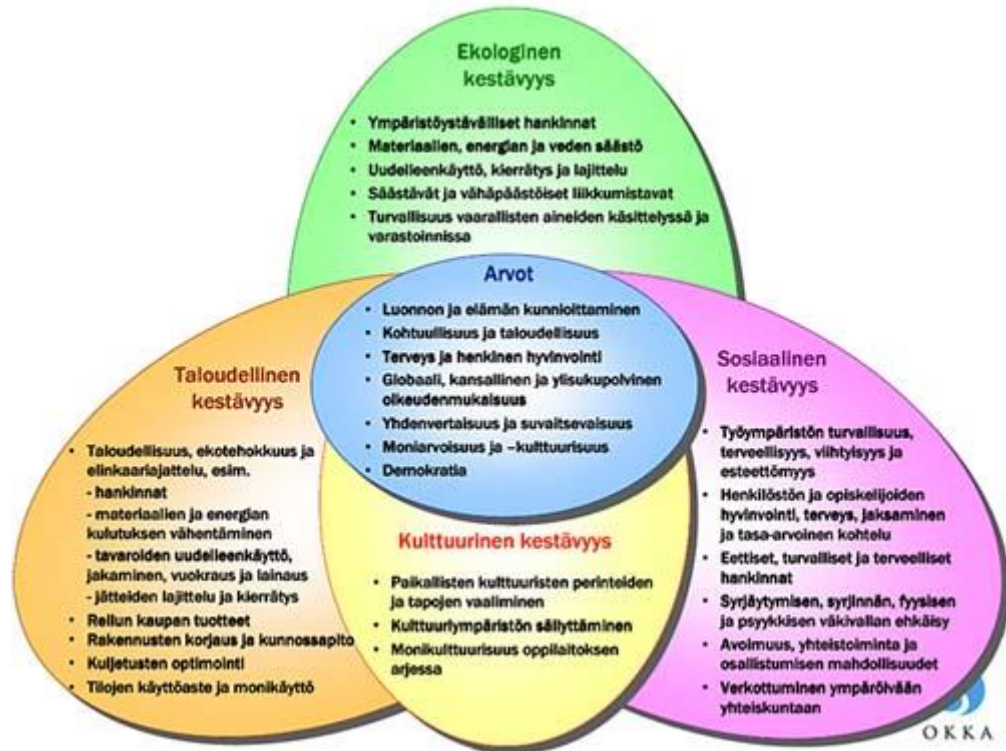 Ekologinen
kestävyys
• Ympäristöystävälliset hankinnat
• Materiaalien, energian ja veden säästö
• Uudelleenkäyttö, kierrätys ja lajittelu
• Säästävät ja vähäpäästöiset liikkumistavat
• Turvallisuus vaarallisten aineiden käsittelyssä ja
varastoinnissa
Arvot
• Luonnon ja elämän kunnioittaminen
• Kohtuullisuus ja taloudellisuus
• Terveys ja henkinen hyvinvointi
• Globaali, kansallinen ja ylisukupolvinen
oikeudenmukaisuus
• Yhdenvertaisuus ja suvaitsevaisuus
• Moniarvoisuus ja –kulttuurisuus
• Demokratia
Taloudellinen
kestävyys
• Taloudellisuus, ekotehokkuus ja
elinkaariajattelu, esim.
- hankinnat
- materiaalien ja energian
kulutuksen vähentäminen
- tavaroiden uudelleenkäyttö,
jakaminen, vuokraus ja lainaus
- jätteiden lajittelu ja kierrätys
• Reilun kaupan tuotteet
• Rakennusten korjaus ja kunnossapito
• Kuljetusten optimointi
• Tilojen käyttöaste ja monikäyttö
Kulttuurinen kestävyys
• Paikallisten kulttuuristen perinteiden
ja tapojen vaaliminen
• Kulttuuriympäristön säilyttäminen
• Monikulttuurisuus oppilaitoksen
arjessa
Sosiaalinen
kestävyys
• Työympäristön turvallisuus,
terveellisyys, viihtyisyys ja
esteettömyys
• Henkilöstön ja opiskelijoiden
hyvinvointi, terveys, jaksaminen
ja tasa-arvoinen kohtelu
• Eettiset, turvalliset ja terveelliset
hankinnat
• Syrjäytymisen, syrjinnän, fyysisen
ja psyykkisen väkivallan ehkäisy
• Avoimuus, yhteistoiminta ja
osallistumisen mahdollisuudet
• Verkottuminen ympäröivään
yhteiskuntaan
OKKA